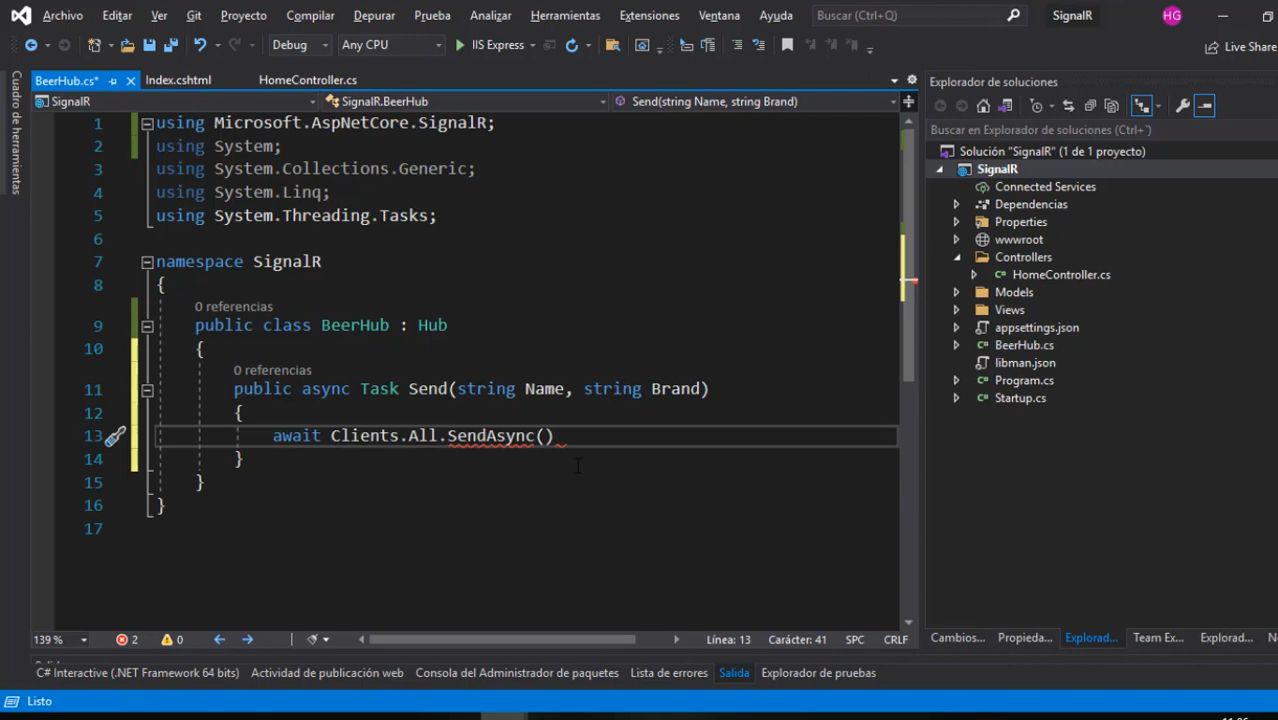 Archivo Editar Ver Git Proyecto Compilar Depurar Prueba Analizar Herramientas Extensiones Ventana Ayuda Buscar (Ctrl+Q) SignalR HG
Debug Any CPU IIS Express Live Share
BeerHub.cs* Index.cshtml HomeController.cs
SignalR SignalR.BeerHub Send(string Name, string Brand)
Cuadro de herramientas
1 using Microsoft.AspNetCore.SignalR;
2 using System;
3 using System.Collections.Generic;
4 using System.Linq;
5 using System.Threading.Tasks;
6
7 namespace SignalR
8 {
0 referencias
9 public class BeerHub : Hub
10 {
0 referencias
11 public async Task Send(string Name, string Brand)
12 {
13 await Clients.All.SendAsync()
14 }
15 }
16 }
17
139 % 2 0 Línea: 13 Carácter: 41 SPC CRLF
Explorador de soluciones
Buscar en Explorador de soluciones (Ctrl+`)
Solución "SignalR" (1 de 1 proyecto)
SignalR
Connected Services
Dependencias
Properties
wwwroot
Controllers
HomeController.cs
Models
Views
appsettings.json
BeerHub.cs
libman.json
Program.cs
Startup.cs
Cambios... Propieda... Explorad... Team Ex... Explorad...
C# Interactive (.NET Framework 64 bits) Actividad de publicación web Consola del Administrador de paquetes Lista de errores Salida Explorador de pruebas
Listo